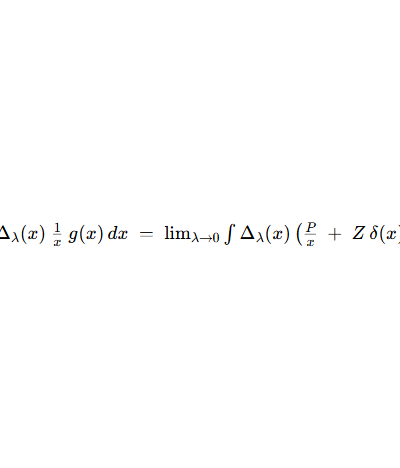 Δ_λ(x) 1/x g(x) dx = lim_{λ→0} ∫ Δ_λ(x) (P/x + Z δ(x)